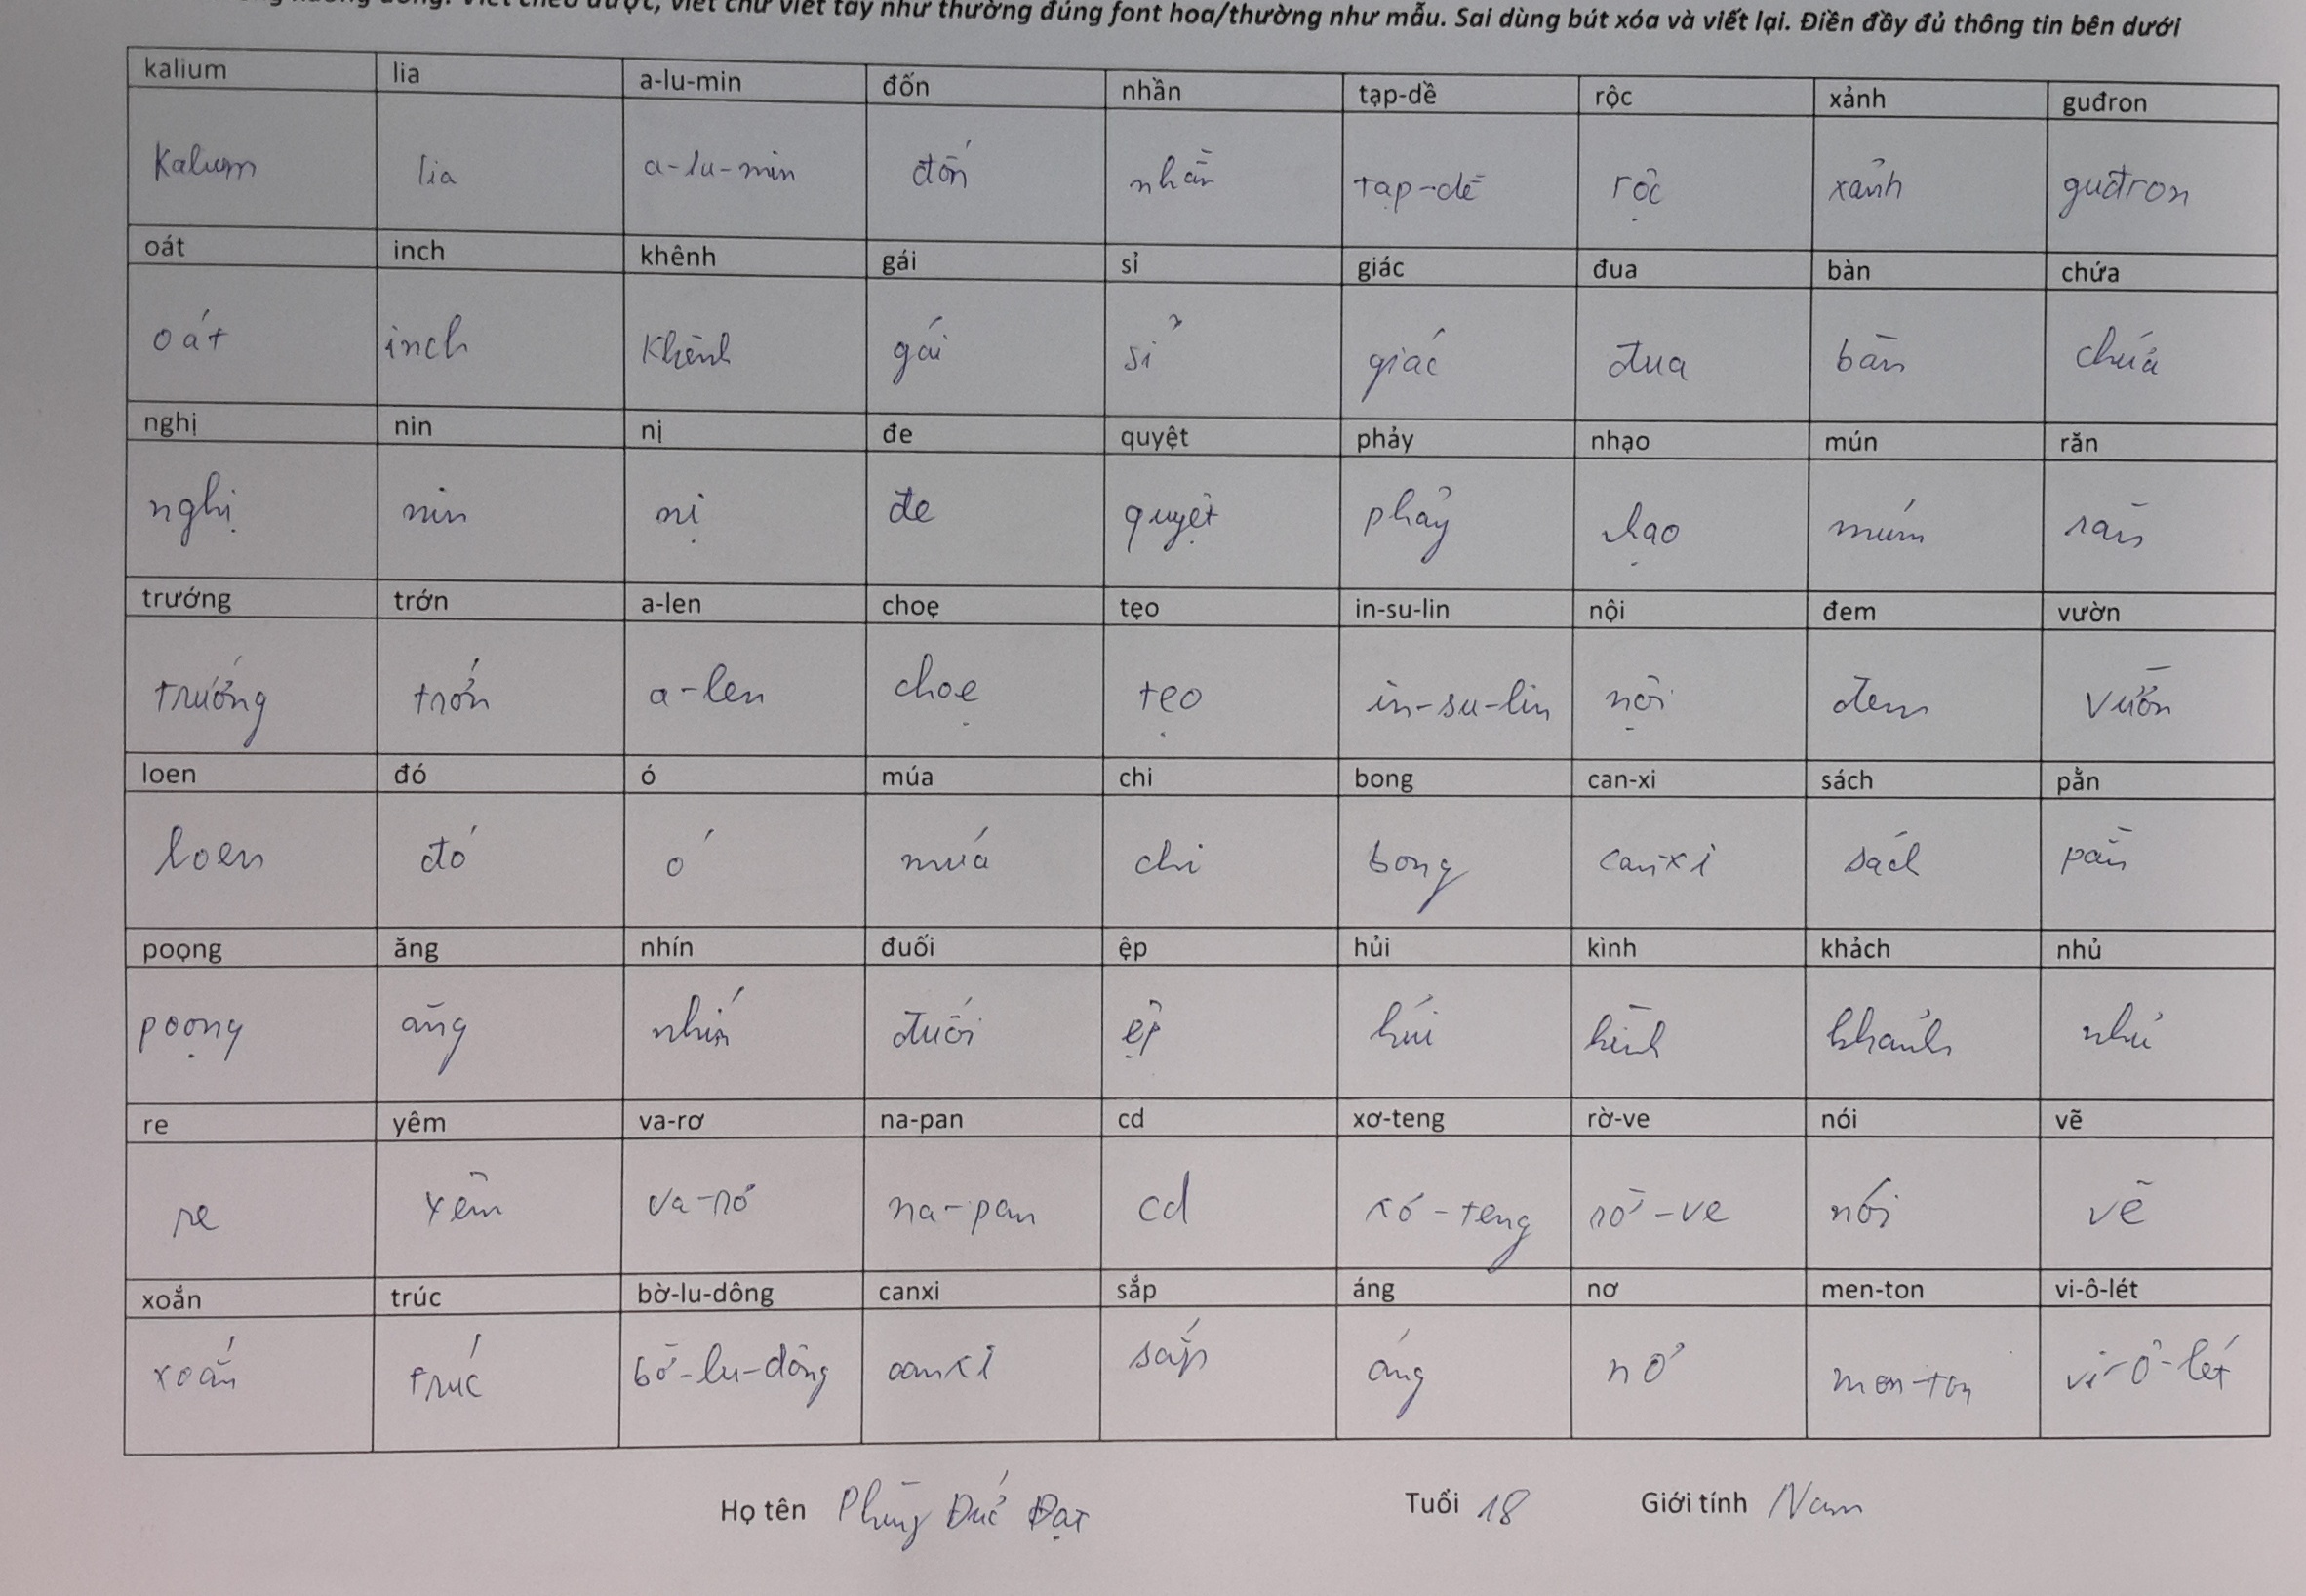 viết chữ viết tay như thường đúng font hoa/thường như mẫu. Sai dùng bút xóa và viết lại. Điền đầy đủ thông tin bên dưới
kalium lia a-lu-min đốn nhần tạp-dề rộc xảnh guđron
kalium lia a-lu-min đốn nhần tạp-dề rộc xảnh guđron
oát inch khênh gái sỉ giác đua bàn chứa
oát inch khênh gái sỉ giác đua bàn chứa
nghị nin nị đe quyệt phảy nhạo mún răn
nghị nin nị đe quyệt phảy nhạo mún răn
trướng trớn a-len choẹ tẹo in-su-lin nội đem vườn
trướng trớn a-len choẹ tẹo in-su-lin nội đem vườn
loen đó ó múa chi bong can-xi sách pằn
loen đó ó múa chi bong can-xi sách pằn
poọng ăng nhín đuối ệp hủi kình khảch nhủ
poọng ăng nhín đuối ệp húi kình khảnh nhủ
re yêm va-rơ na-pan cd xơ-teng rờ-ve nói vẽ
re yêm va-rơ na-pan cd xơ-teng rờ-ve nói vẽ
xoắn trúc bờ-lu-dông canxi sắp áng nơ men-ton vi-ô-lét
xoắn trúc bờ-lu-dông canxi sắp áng nơ men-ton vi-ô-lét
Họ tên Phùng Đức Đạt Tuổi 18 Giới tính Nam